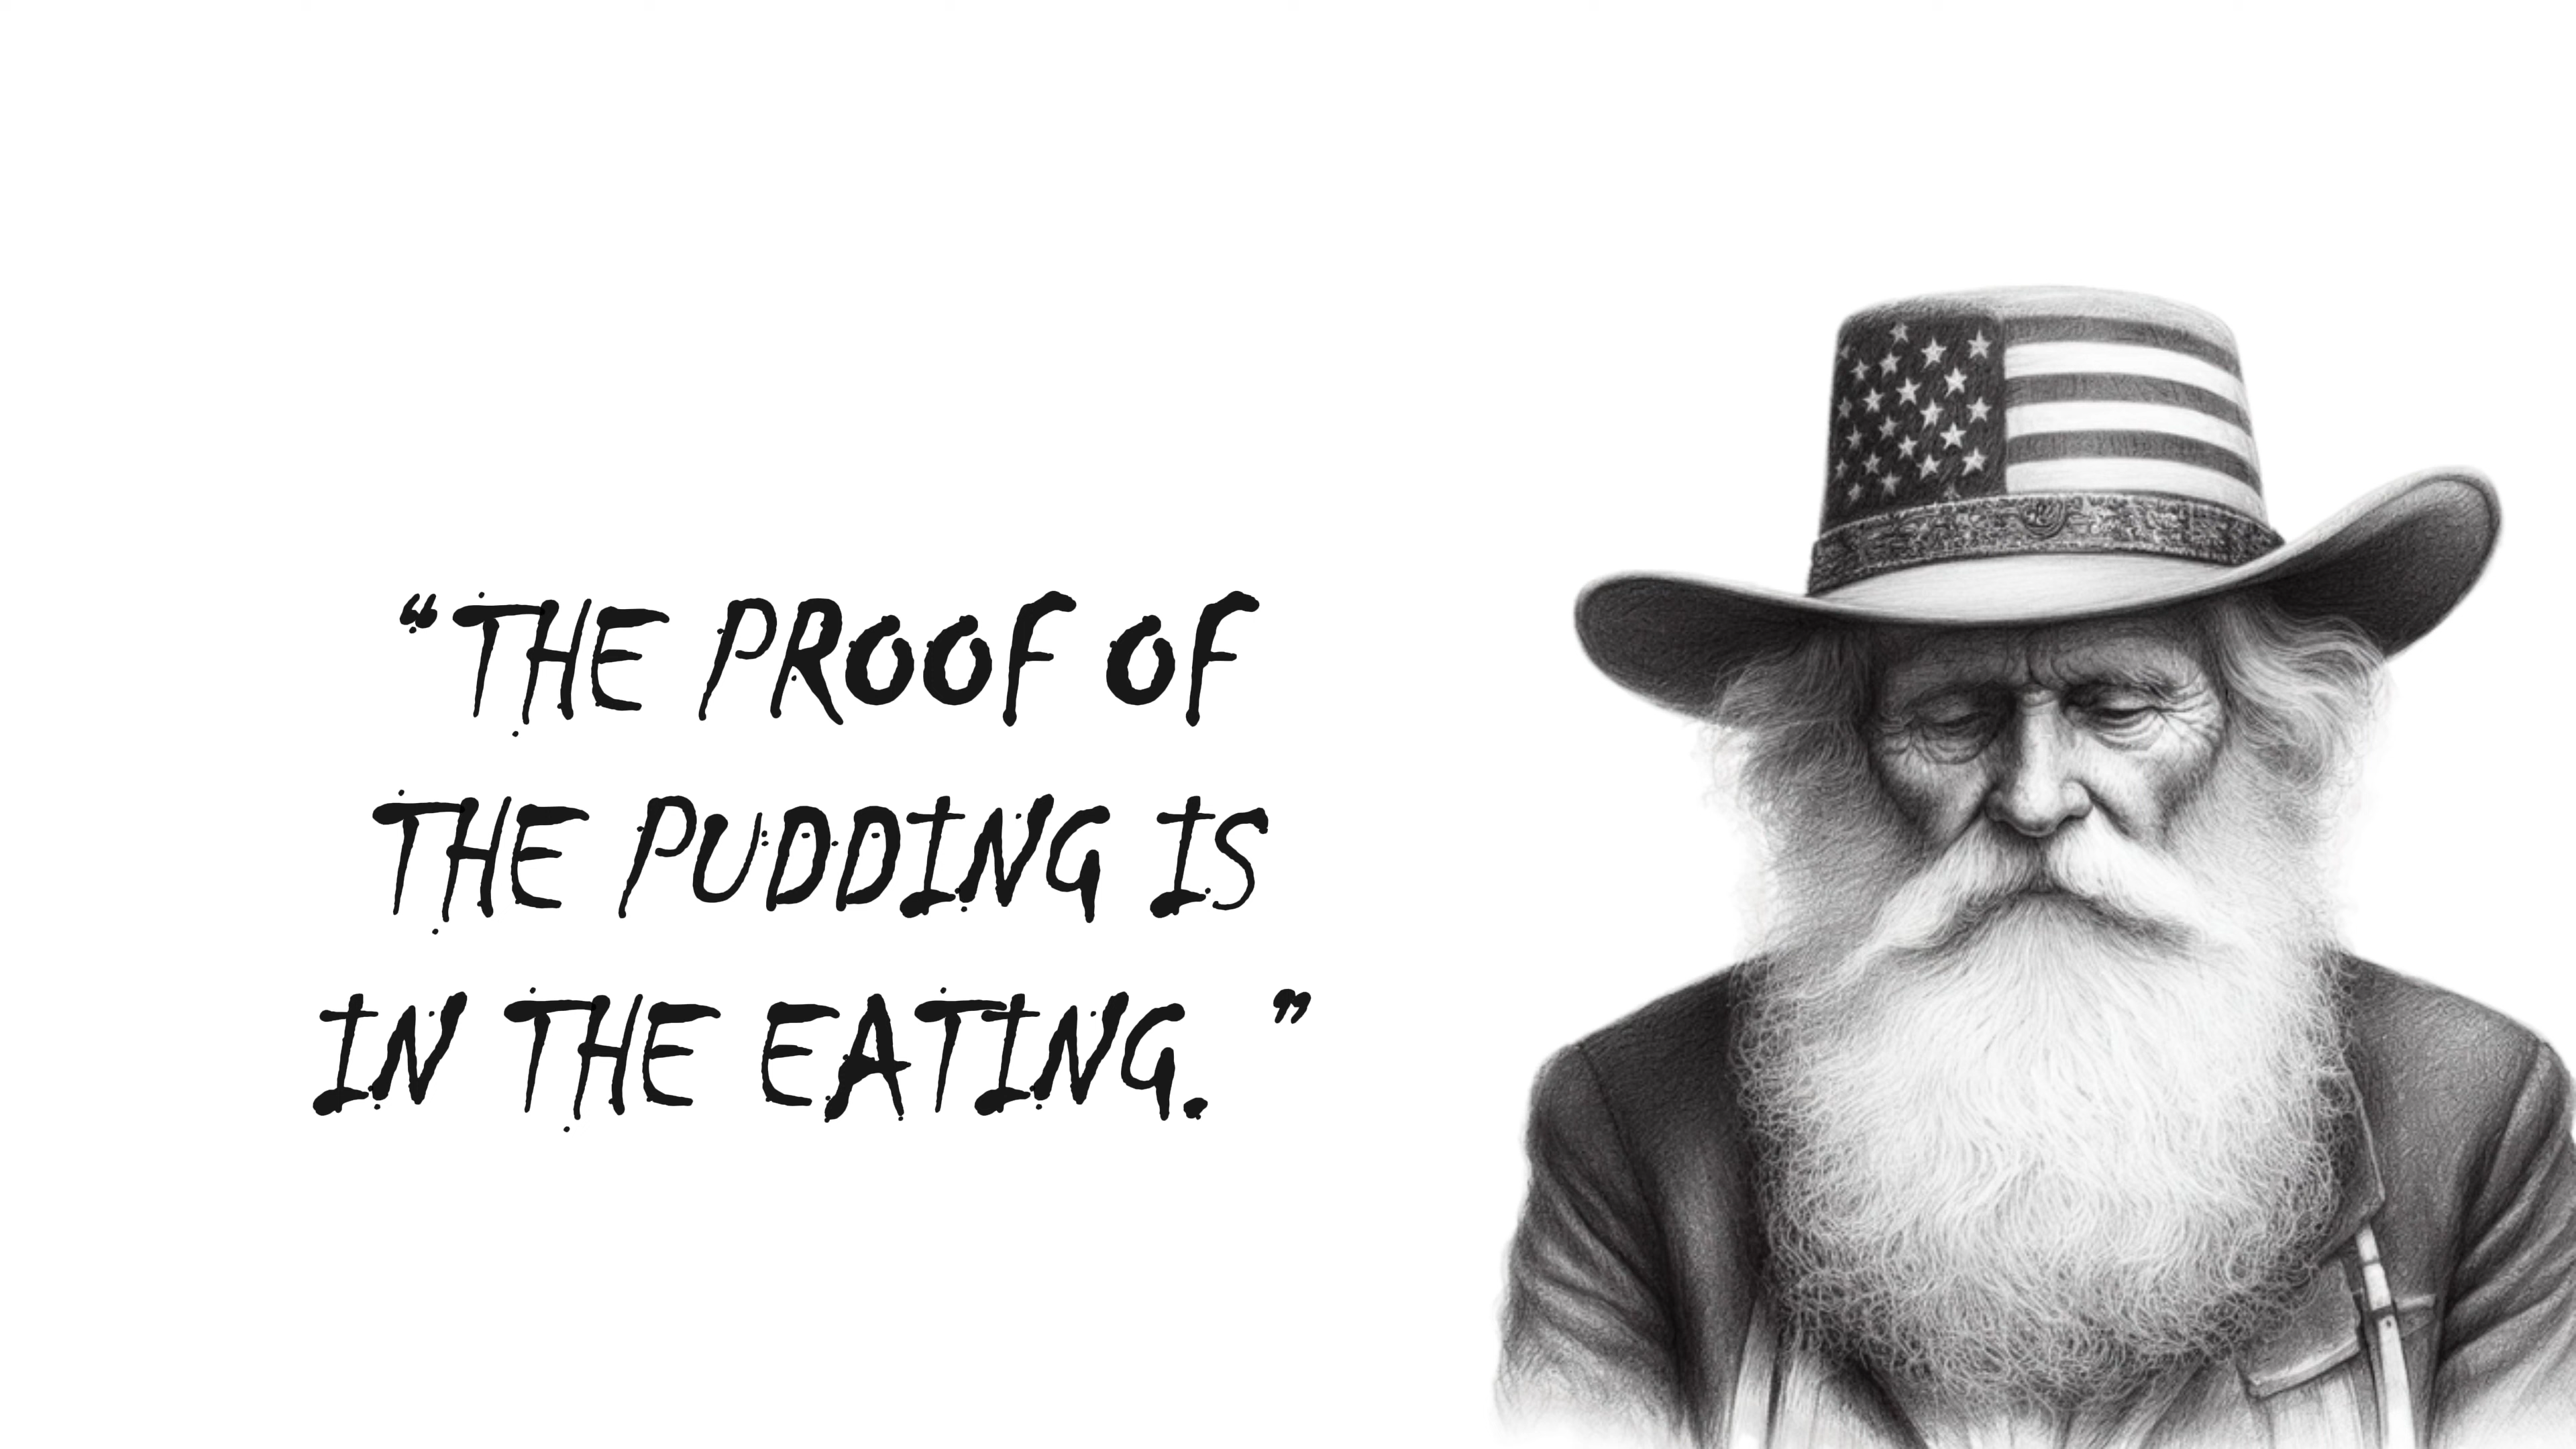 “THE PROOF OF
THE PUDDING IS
IN THE EATING. ”